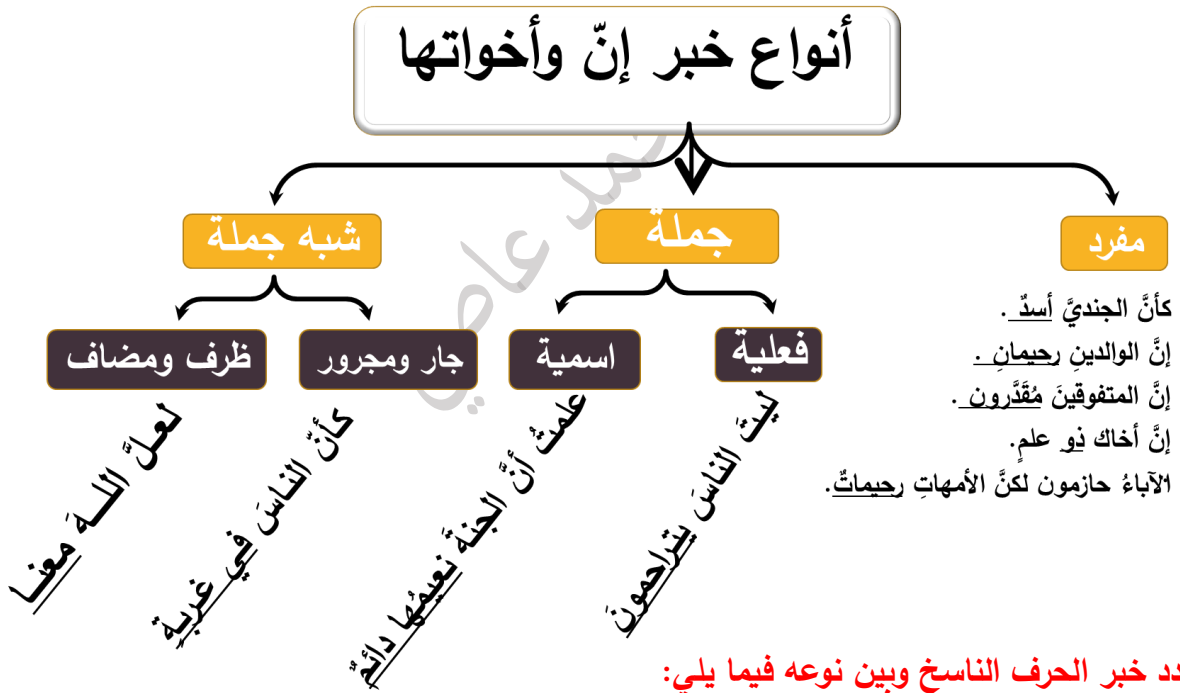 أنواع خبر إنّ وأخواتها
مفرد
جملة
شبه جملة
كأنَّ الجنديَّ أسدٌ .
إنَّ الوالدينِ رحيمانِ .
إنَّ المتفوقينَ مُقَدَّرون .
إنَّ أخاك ذو علمٍ.
الآباءُ حازمون لكنَّ الأمهاتِ رحيماتٌ.
فعلية
اسمية
جار ومجرور
ظرف ومضاف
ليتَ الناسَ يتراحمونَ
علمتُ أنَّ الجنةَ نعيمُها دائمٌ
كأنّ الناسَ في غربة
لعلَّ اللهَ معنا
خبر الحرف الناسخ وبين نوعه فيما يلي: